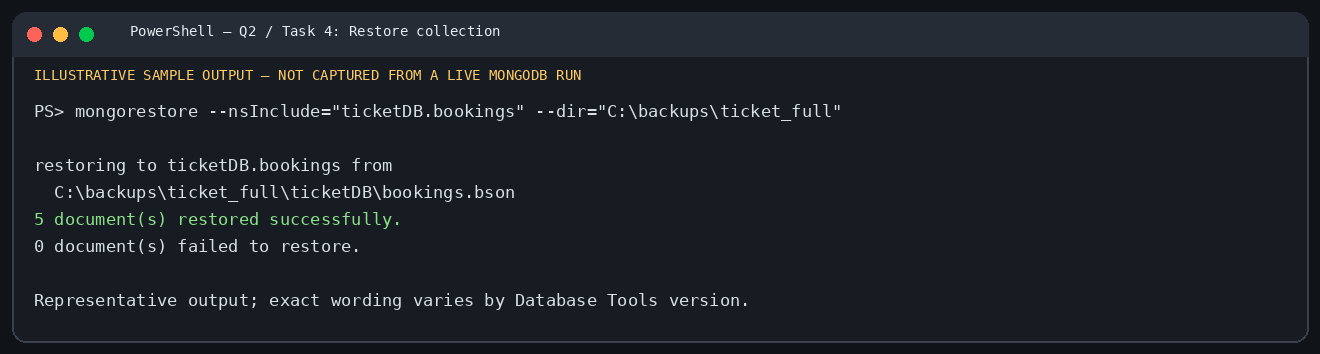 PowerShell — Q2 / Task 4: Restore collection
ILLUSTRATIVE SAMPLE OUTPUT — NOT CAPTURED FROM A LIVE MONGODB RUN
PS> mongorestore --nsInclude="ticketDB.bookings" --dir="C:\backups\ticket_full"
restoring to ticketDB.bookings from
C:\backups\ticket_full\ticketDB\bookings.bson
5 document(s) restored successfully.
0 document(s) failed to restore.
Representative output; exact wording varies by Database Tools version.